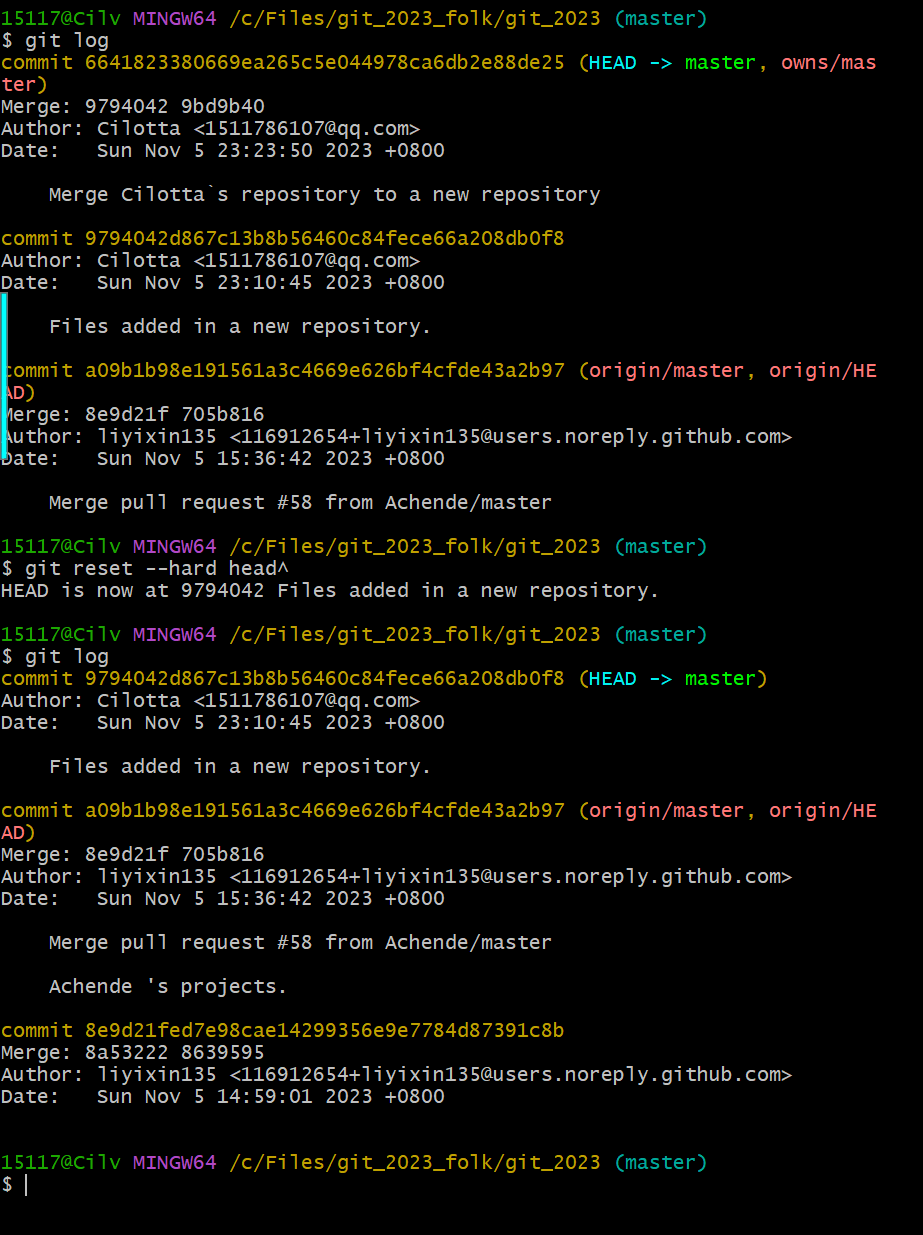 15117@Cilv MINGW64 /c/Files/git_2023_folk/git_2023 (master)
$ git log
commit 6641823380669ea265c5e044978ca6db2e88de25 (HEAD -> master, owns/mas
ter)
Merge: 9794042 9bd9b40
Author: Cilotta <1511786107@qq.com>
Date:   Sun Nov 5 23:23:50 2023 +0800

    Merge Cilotta`s repository to a new repository

commit 9794042d867c13b8b56460c84fece66a208db0f8
Author: Cilotta <1511786107@qq.com>
Date:   Sun Nov 5 23:10:45 2023 +0800

    Files added in a new repository.

commit a09b1b98e191561a3c4669e626bf4cfde43a2b97 (origin/master, origin/HE
AD)
Merge: 8e9d21f 705b816
Author: liyixin135 <116912654+liyixin135@users.noreply.github.com>
Date:   Sun Nov 5 15:36:42 2023 +0800

    Merge pull request #58 from Achende/master

15117@Cilv MINGW64 /c/Files/git_2023_folk/git_2023 (master)
$ git reset --hard head^
HEAD is now at 9794042 Files added in a new repository.

15117@Cilv MINGW64 /c/Files/git_2023_folk/git_2023 (master)
$ git log
commit 9794042d867c13b8b56460c84fece66a208db0f8 (HEAD -> master)
Author: Cilotta <1511786107@qq.com>
Date:   Sun Nov 5 23:10:45 2023 +0800

    Files added in a new repository.

commit a09b1b98e191561a3c4669e626bf4cfde43a2b97 (origin/master, origin/HE
AD)
Merge: 8e9d21f 705b816
Author: liyixin135 <116912654+liyixin135@users.noreply.github.com>
Date:   Sun Nov 5 15:36:42 2023 +0800

    Merge pull request #58 from Achende/master

    Achende 's projects.

commit 8e9d21fed7e98cae14299356e9e7784d87391c8b
Merge: 8a53222 8639595
Author: liyixin135 <116912654+liyixin135@users.noreply.github.com>
Date:   Sun Nov 5 14:59:01 2023 +0800


15117@Cilv MINGW64 /c/Files/git_2023_folk/git_2023 (master)
$